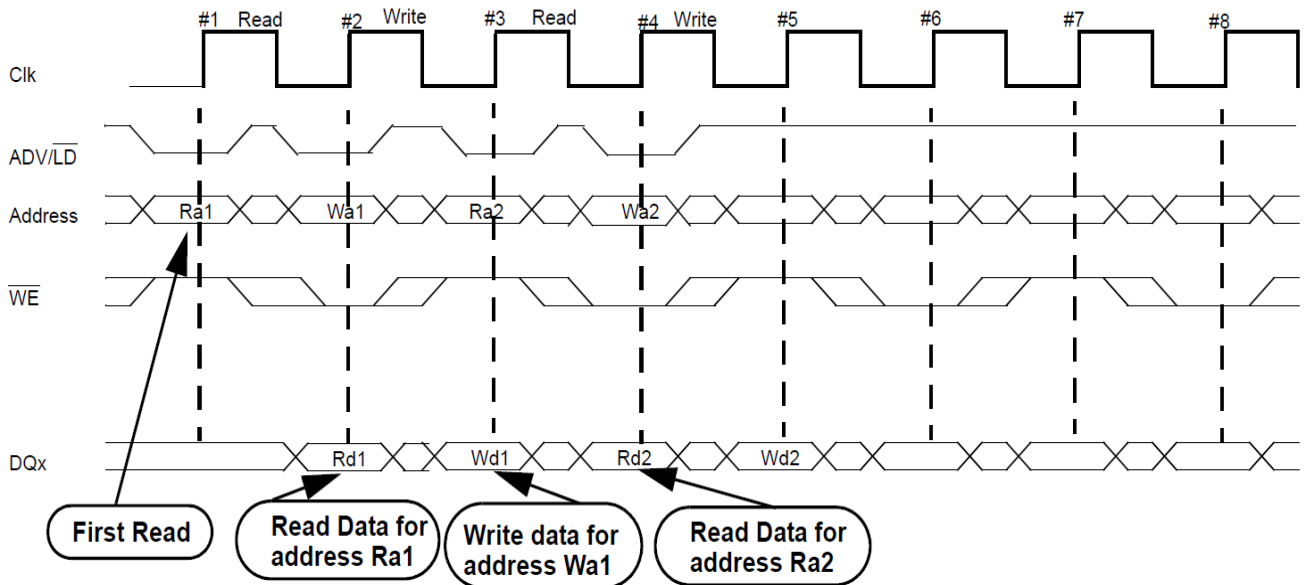 #1 Read #2 Write #3 Read #4 Write #5 #6 #7 #8
Clk
ADV/LD
Address Ra1 Wa1 Ra2 Wa2
WE
DQx Rd1 Wd1 Rd2 Wd2
First Read
Read Data for
address Ra1
Write data for
address Wa1
Read Data for
address Ra2